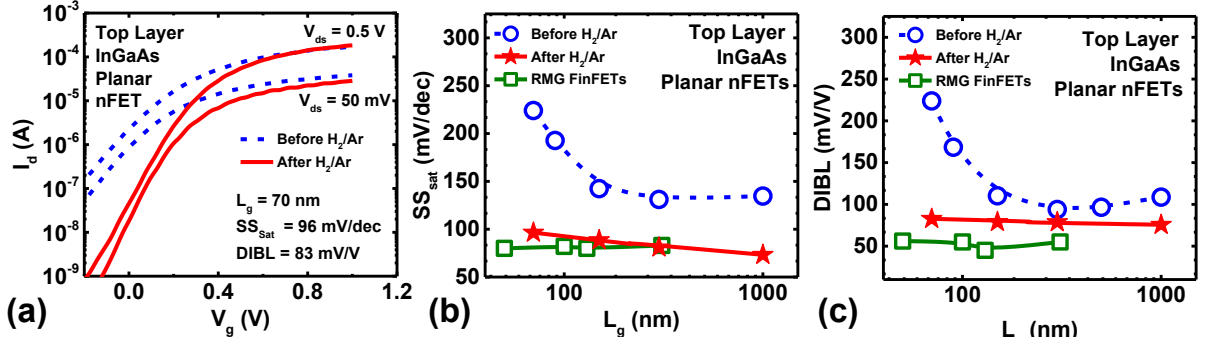 Top Layer
InGaAs
Planar
nFET
V_ds = 0.5 V
V_ds = 50 mV
Before H₂/Ar
After H₂/Ar
L_g = 70 nm
SS_Sat = 96 mV/dec
DIBL = 83 mV/V
10⁻³
10⁻⁴
10⁻⁵
10⁻⁶
10⁻⁷
10⁻⁸
10⁻⁹
I_d (A)
0.0 0.4 0.8 1.2
V_g (V)
(a)
Before H₂/Ar
After H₂/Ar
RMG FinFETs
Top Layer
InGaAs
Planar nFETs
300
250
200
150
100
50
SS_sat (mV/dec)
100 1000
L_g (nm)
(b)
Before H₂/Ar
After H₂/Ar
RMG FinFETs
Top Layer
InGaAs
Planar nFETs
300
250
200
150
100
50
0
DIBL (mV/V)
100 1000
L (nm)
(c)